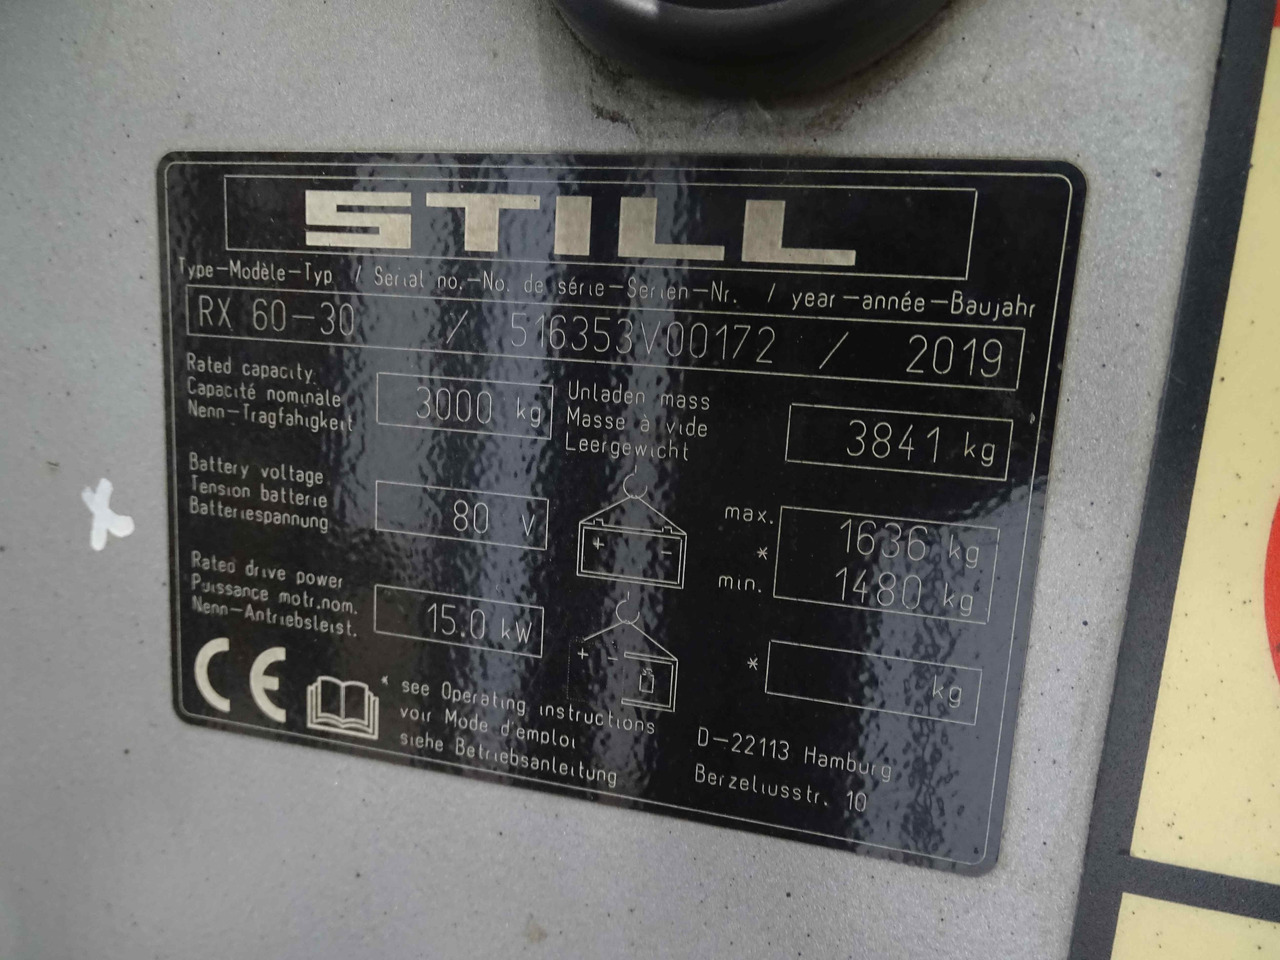 STILL
Type-Modèle-Typ / Serial no.-No. de série-Serien-Nr. / year-année-Baujahr
RX 60-30 / 516353V00172 / 2019
Rated capacity
Capacité nominale
Nenn-Tragfahigkeit
3000 kg
Unladen mass
Masse à vide
Leergewicht
3841 kg
Battery voltage
Tension batterie
Batteriespannung
80 V
+ -
max. 1636 kg
*
min. 1480 kg
Rated drive power
Puissance motr.nom.
Nenn-Antriebsleist.
15.0 kW
+ -
* kg
CE
* see Operating instructions
voir Mode d'emploi
siehe Betriebsanleitung
D-22113 Hamburg
Berzeliusstr. 10